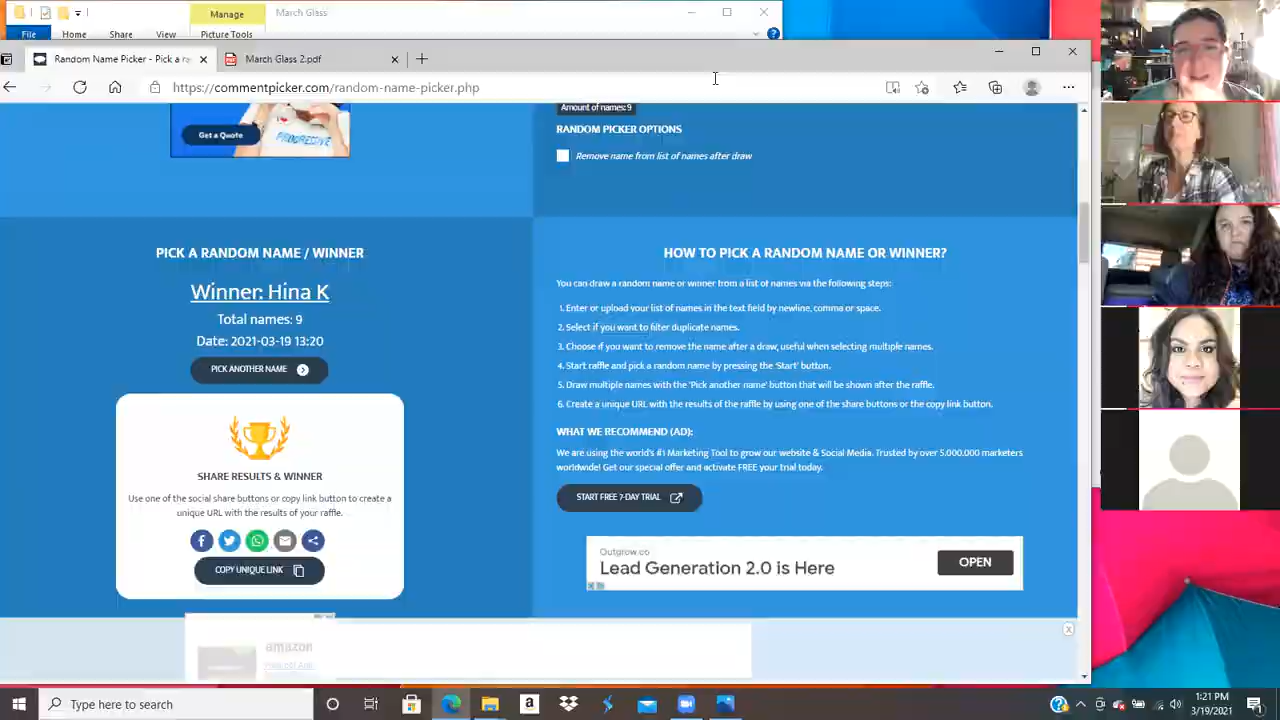 Manage
March Glass
File
Home
Share
View
Picture Tools
Random Name Picker - Pick a ra
March Glass 2.pdf
https://commentpicker.com/random-name-picker.php
Get a Quote
PROGRESSIVE
Amount of names: 9
RANDOM PICKER OPTIONS
Remove name from list of names after draw
PICK A RANDOM NAME / WINNER
Winner: Hina K
Total names: 9
Date: 2021-03-19 13:20
PICK ANOTHER NAME
SHARE RESULTS & WINNER
Use one of the social share buttons or copy link button to create a
unique URL with the results of your raffle.
COPY UNIQUE LINK
HOW TO PICK A RANDOM NAME OR WINNER?
You can draw a random name or winner from a list of names via the following steps:
1. Enter or upload your list of names in the text field by newline, comma or space.
2. Select if you want to filter duplicate names.
3. Choose if you want to remove the name after a draw, useful when selecting multiple names.
4. Start raffle and pick a random name by pressing the 'Start' button.
5. Draw multiple names with the 'Pick another name' button that will be shown after the raffle.
6. Create a unique URL with the results of the raffle by using one of the share buttons or the copy link button.
WHAT WE RECOMMEND (AD):
We are using the world's #1 Marketing Tool to grow our website & Social Media. Trusted by over 5.000.000 marketers
worldwide! Get our special offer and activate FREE your trial today.
START FREE 7-DAY TRIAL
Outgrow.co
Lead Generation 2.0 is Here
OPEN
amazon
Type here to search
1:21 PM
3/19/2021